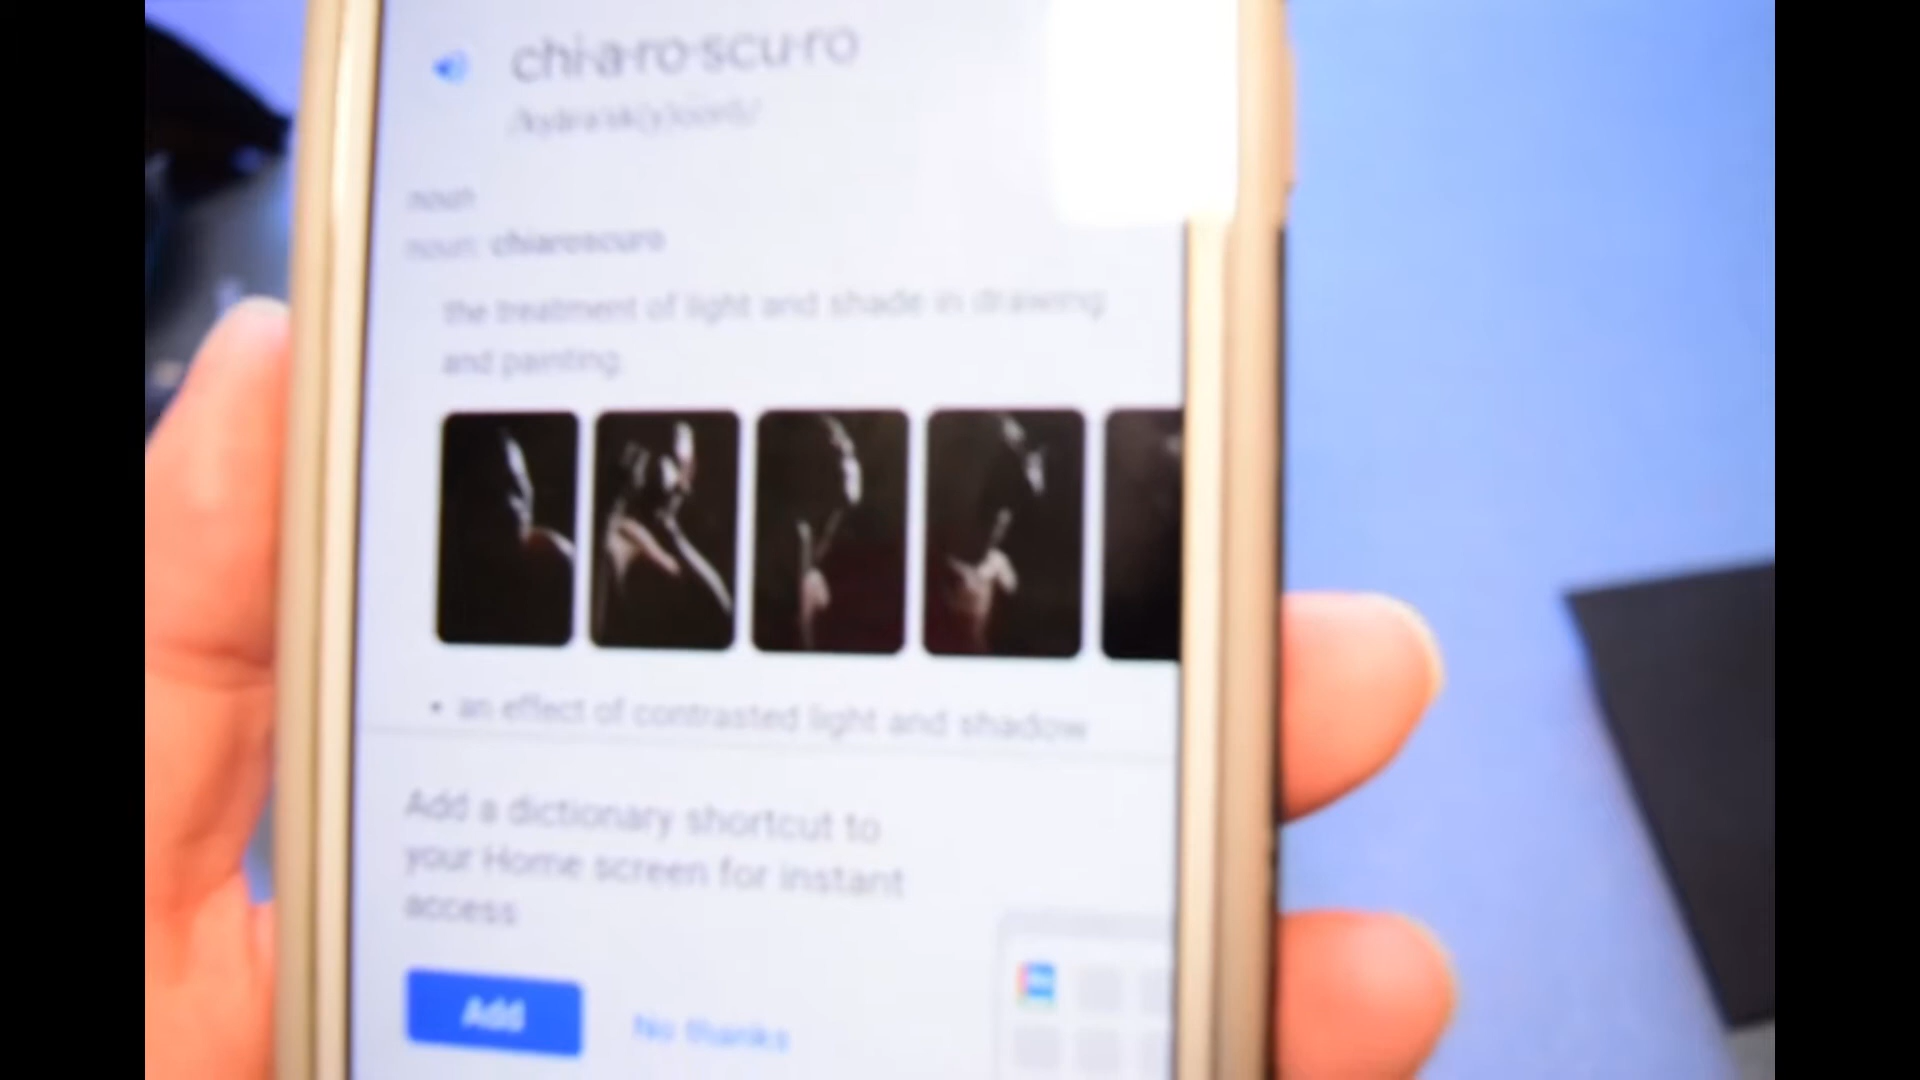 chi·a·ro·scu·ro
noun
noun: chiaroscuro
the treatment of light and shade in drawing
and painting.
• an effect of contrasted light and shadow
Add a dictionary shortcut to
your Home screen for instant
access
Add
No thanks